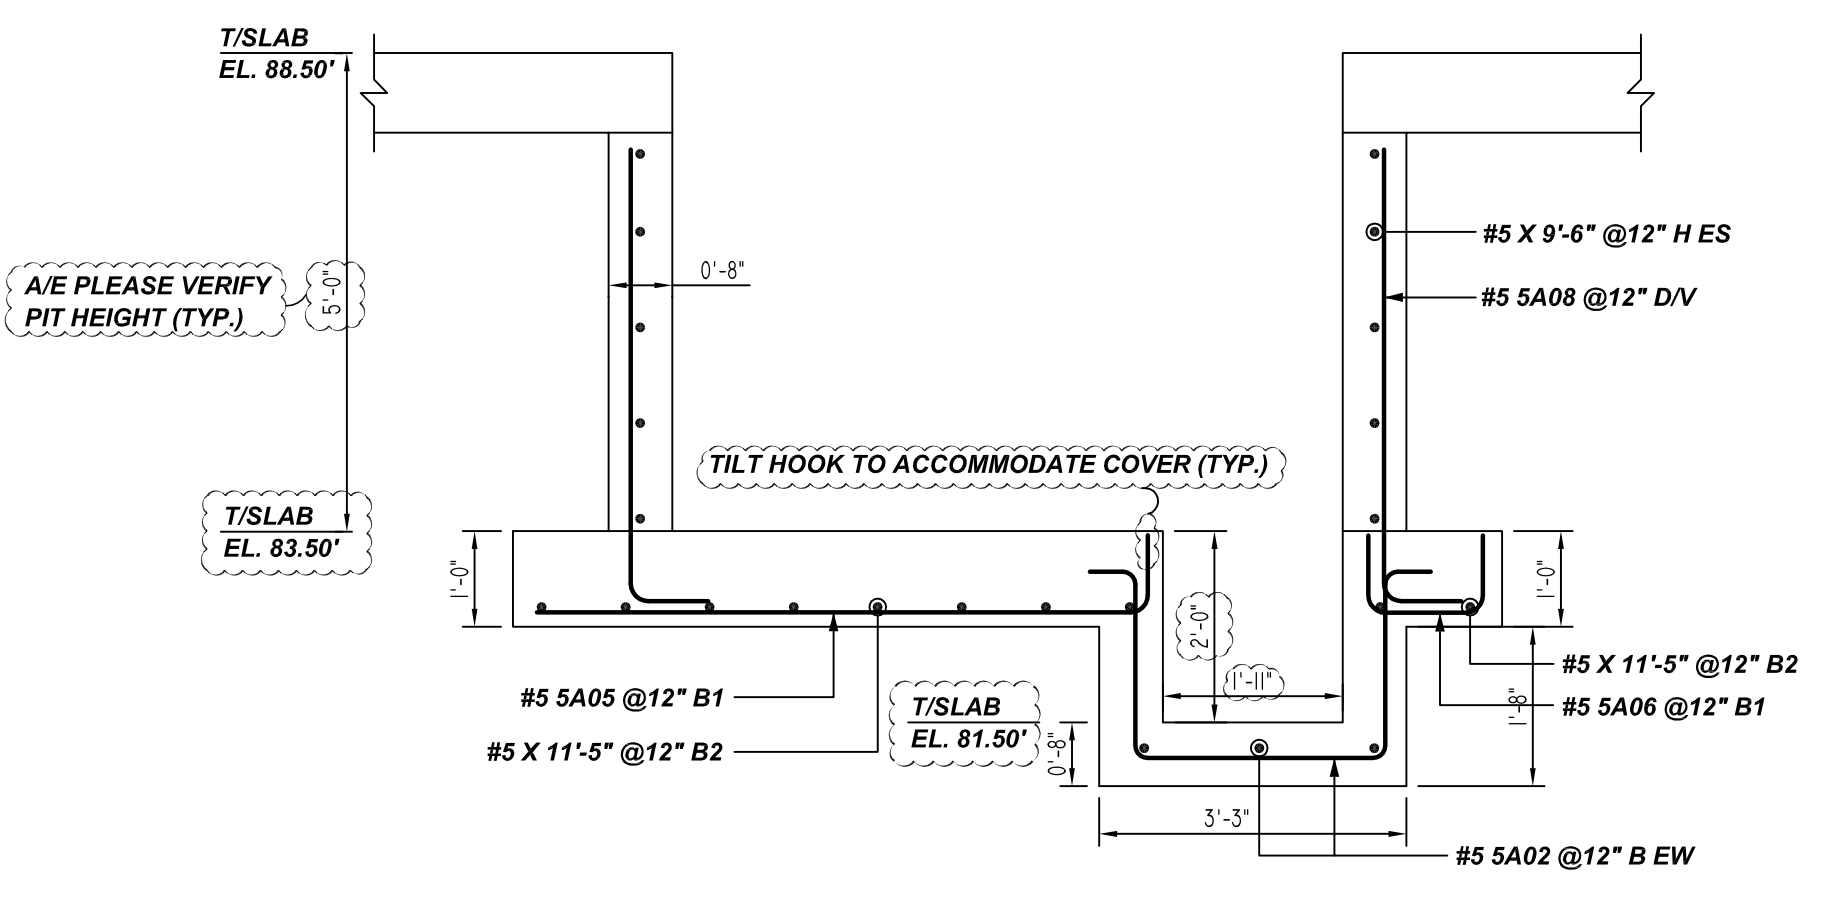 T/SLAB
EL. 88.50'
#5 X 9'-6" @12" H ES
0'-8"
A/E PLEASE VERIFY
PIT HEIGHT (TYP.)
5'-0"
#5 5A08 @12" D/V
TILT HOOK TO ACCOMMODATE COVER (TYP.)
T/SLAB
EL. 83.50'
1'-0"
2'-0"
1'-0"
#5 X 11'-5" @12" B2
1'-11"
#5 5A05 @12" B1
T/SLAB
EL. 81.50'
1'-8"
#5 5A06 @12" B1
#5 X 11'-5" @12" B2
0'-8"
3'-3"
#5 5A02 @12" B EW